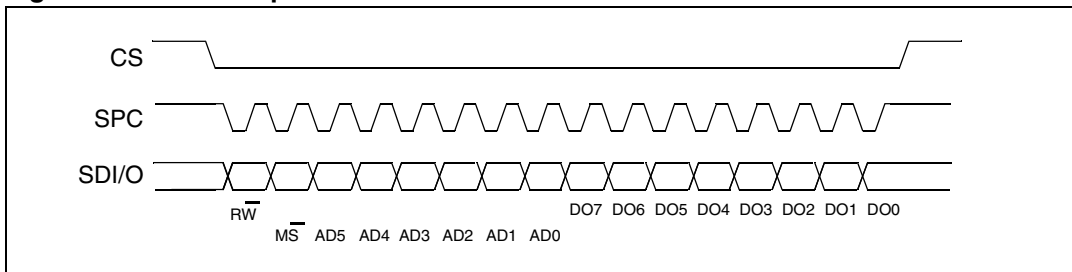 CS
SPC
SDI/O
RW
DO7 DO6 DO5 DO4 DO3 DO2 DO1 DO0
MS AD5 AD4 AD3 AD2 AD1 AD0